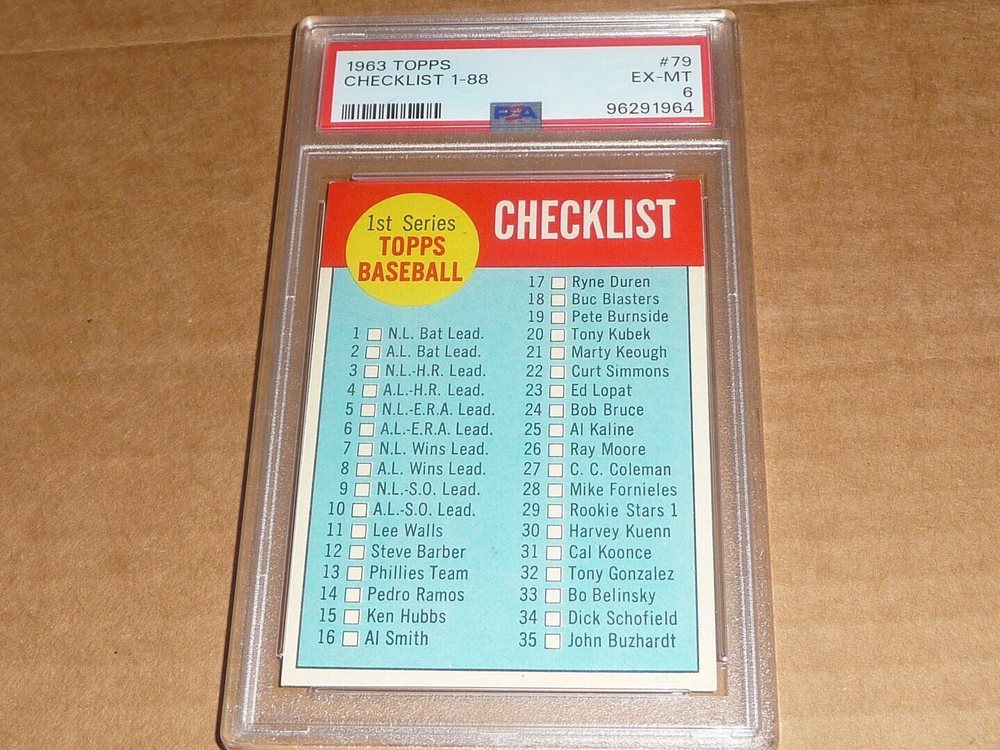 1963 TOPPS #79
CHECKLIST 1-88 EX-MT
6
PSA 96291964
1st Series
TOPPS
BASEBALL
CHECKLIST
1 N.L. Bat Lead.
2 A.L. Bat Lead.
3 N.L.-H.R. Lead.
4 A.L.-H.R. Lead.
5 N.L.-E.R.A. Lead.
6 A.L.-E.R.A. Lead.
7 N.L. Wins Lead.
8 A.L. Wins Lead.
9 N.L.-S.O. Lead.
10 A.L.-S.O. Lead.
11 Lee Walls
12 Steve Barber
13 Phillies Team
14 Pedro Ramos
15 Ken Hubbs
16 Al Smith
17 Ryne Duren
18 Buc Blasters
19 Pete Burnside
20 Tony Kubek
21 Marty Keough
22 Curt Simmons
23 Ed Lopat
24 Bob Bruce
25 Al Kaline
26 Ray Moore
27 C. C. Coleman
28 Mike Fornieles
29 Rookie Stars 1
30 Harvey Kuenn
31 Cal Koonce
32 Tony Gonzalez
33 Bo Belinsky
34 Dick Schofield
35 John Buzhardt